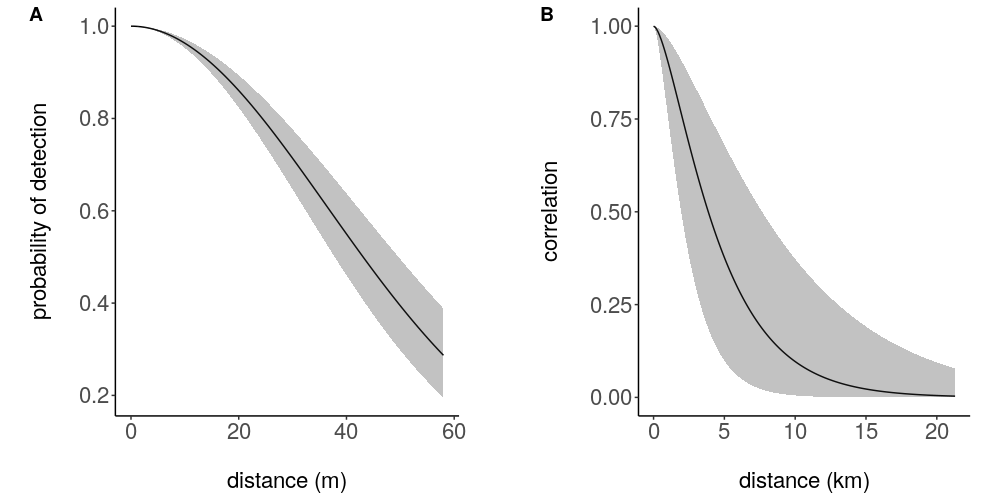 A
1.0
0.8
0.6
0.4
0.2
probability of detection
0 20 40 60
distance (m)
B
1.00
0.75
0.50
0.25
0.00
correlation
0 5 10 15 20
distance (km)